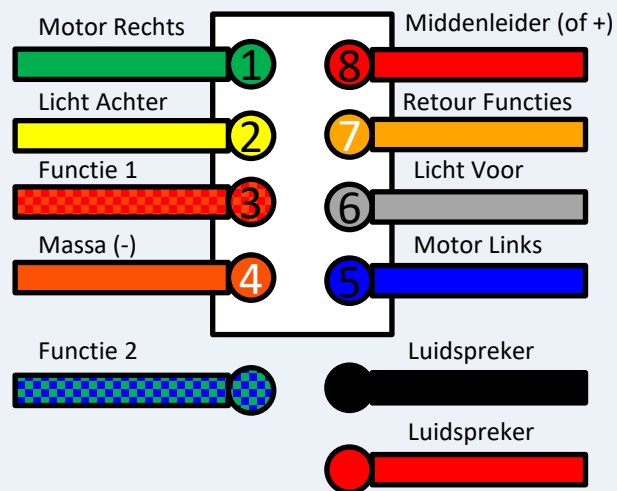 Motor Rechts
Middenleider (of +)
1
8
Licht Achter
Retour Functies
2
7
Functie 1
Licht Voor
3
6
Massa (-)
Motor Links
4
5
Functie 2
Luidspreker
Luidspreker